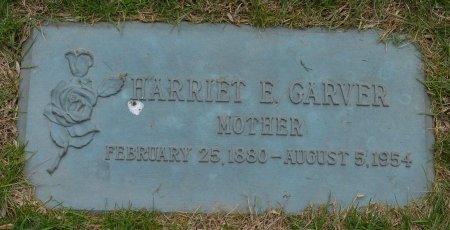 HARRIET E. GARVER
MOTHER
FEBRUARY 25, 1880 - AUGUST 5, 1954